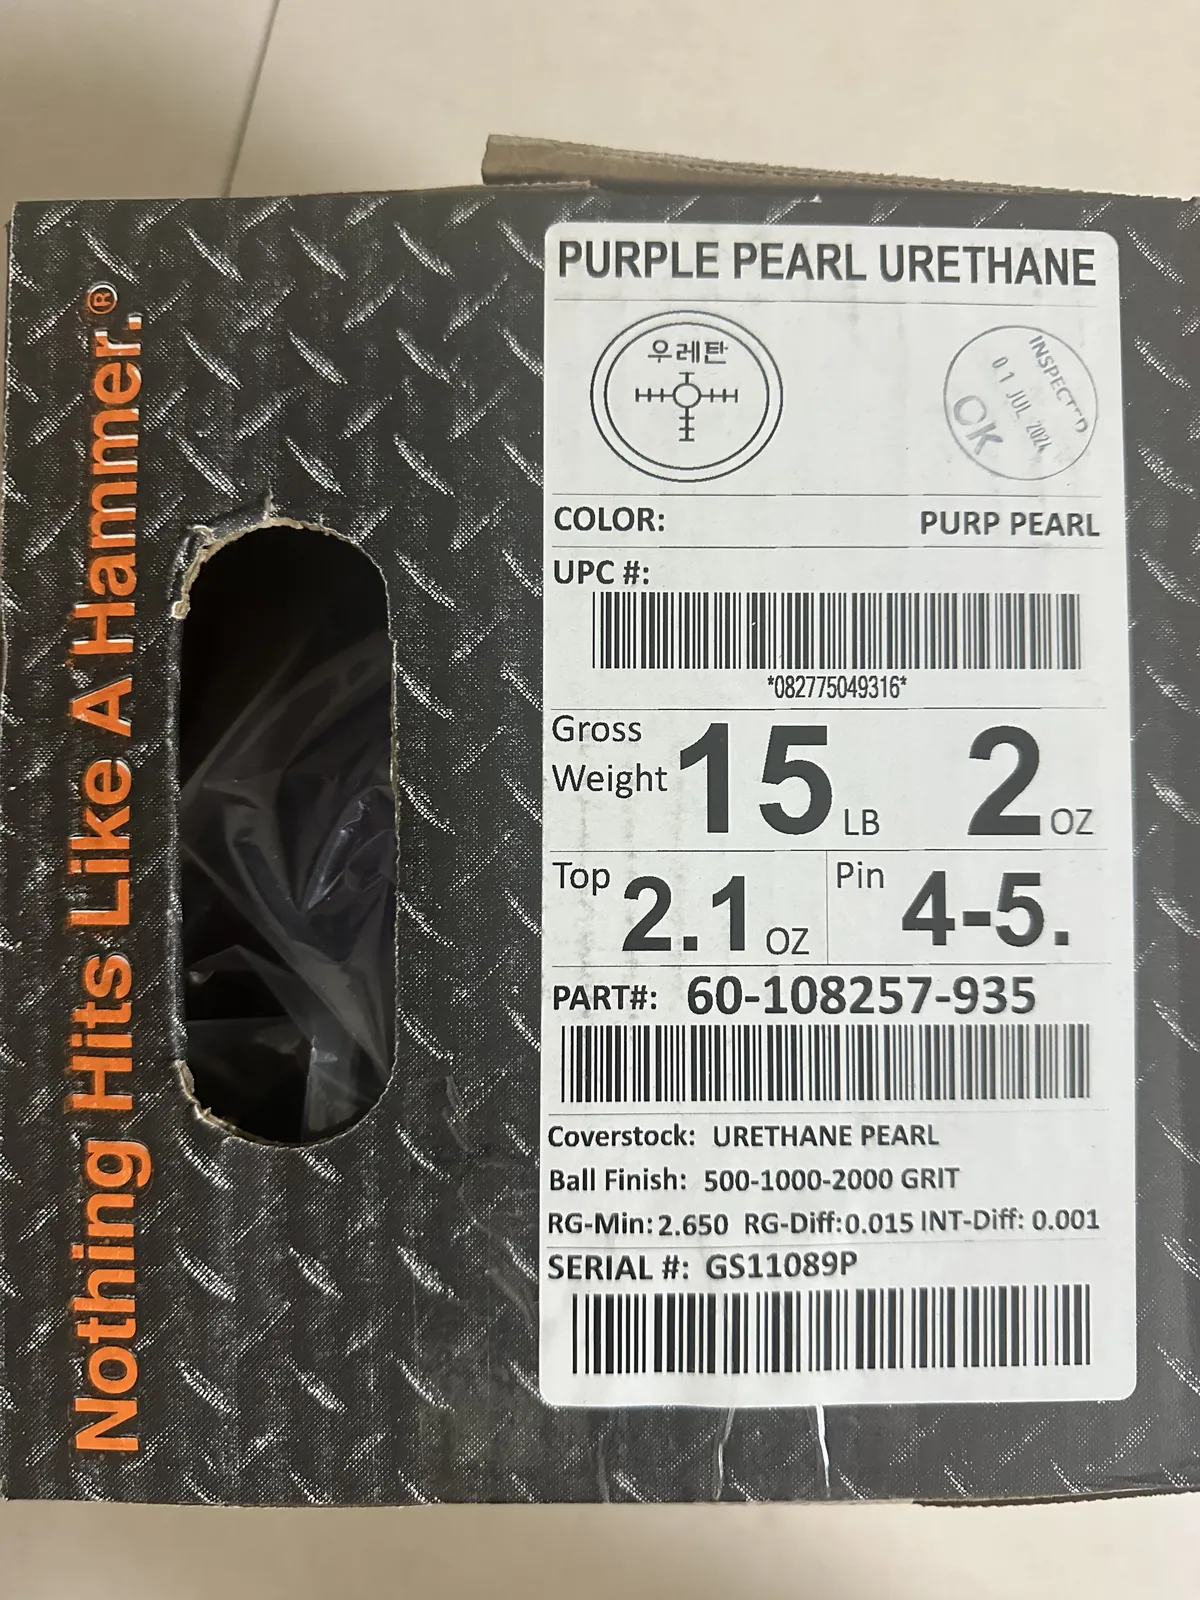 Nothing Hits Like A Hammer.®
PURPLE PEARL URETHANE
우레탄
INSPECTED
01 JUL 2024
CK
COLOR: PURP PEARL
UPC #:
*082775049316*
Gross Weight 15 LB 2 OZ
Top 2.1 OZ Pin 4-5.
PART#: 60-108257-935
Coverstock: URETHANE PEARL
Ball Finish: 500-1000-2000 GRIT
RG-Min: 2.650 RG-Diff: 0.015 INT-Diff: 0.001
SERIAL #: GS11089P